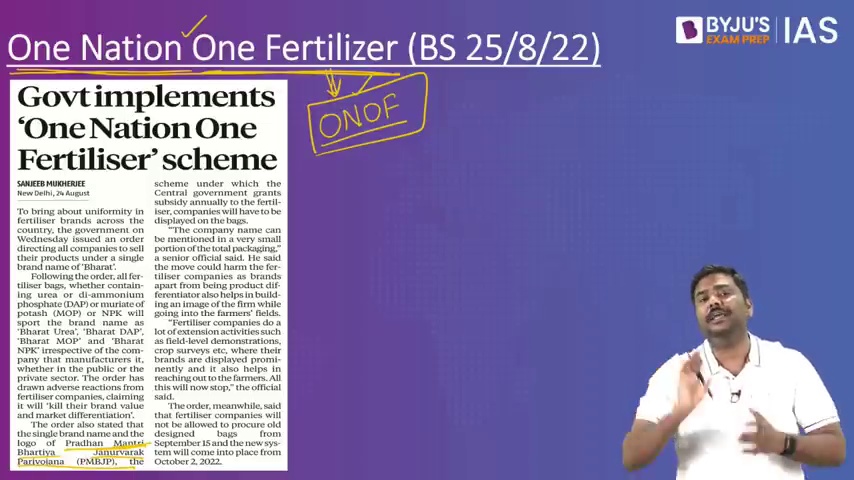 One Nation One Fertilizer (BS 25/8/22)
BYJU'S
EXAM PREP
IAS
ONOF
Govt implements
'One Nation One
Fertiliser' scheme
SANJEEB MUKHERJEE
New Delhi, 24 August
To bring about uniformity in
fertiliser brands across the
country, the government on
Wednesday issued an order
directing all companies to sell
their products under a single
brand name of 'Bharat'.
Following the order, all fer-
tiliser bags, whether contain-
ing urea or di-ammonium
phosphate (DAP) or muriate of
potash (MOP) or NPK will
sport the brand name as
'Bharat Urea', 'Bharat DAP',
'Bharat MOP' and 'Bharat
NPK' irrespective of the com-
pany that manufacturers it,
whether in the public or the
private sector. The order has
drawn adverse reactions from
fertiliser companies, claiming
it will 'kill their brand value
and market differentiation'.
The order also stated that
the single brand name and the
logo of Pradhan Mantri
Bhartiya Janurvarak
Pariyojana (PMBJP), the
scheme under which the
Central government grants
subsidy annually to the fertil-
iser, companies will have to be
displayed on the bags.
"The company name can
be mentioned in a very small
portion of the total packaging,"
a senior official said. He said
the move could harm the fer-
tiliser companies as brands
apart from being product dif-
ferentiator also helps in build-
ing an image of the firm while
going into the farmers' fields.
"Fertiliser companies do a
lot of extension activities such
as field-level demonstrations,
crop surveys etc, where their
brands are displayed promi-
nently and it also helps in
reaching out to the farmers. All
this will now stop," the official
said.
The order, meanwhile, said
that fertiliser companies will
not be allowed to procure old
designed bags from
September 15 and the new sys-
tem will come into place from
October 2, 2022.